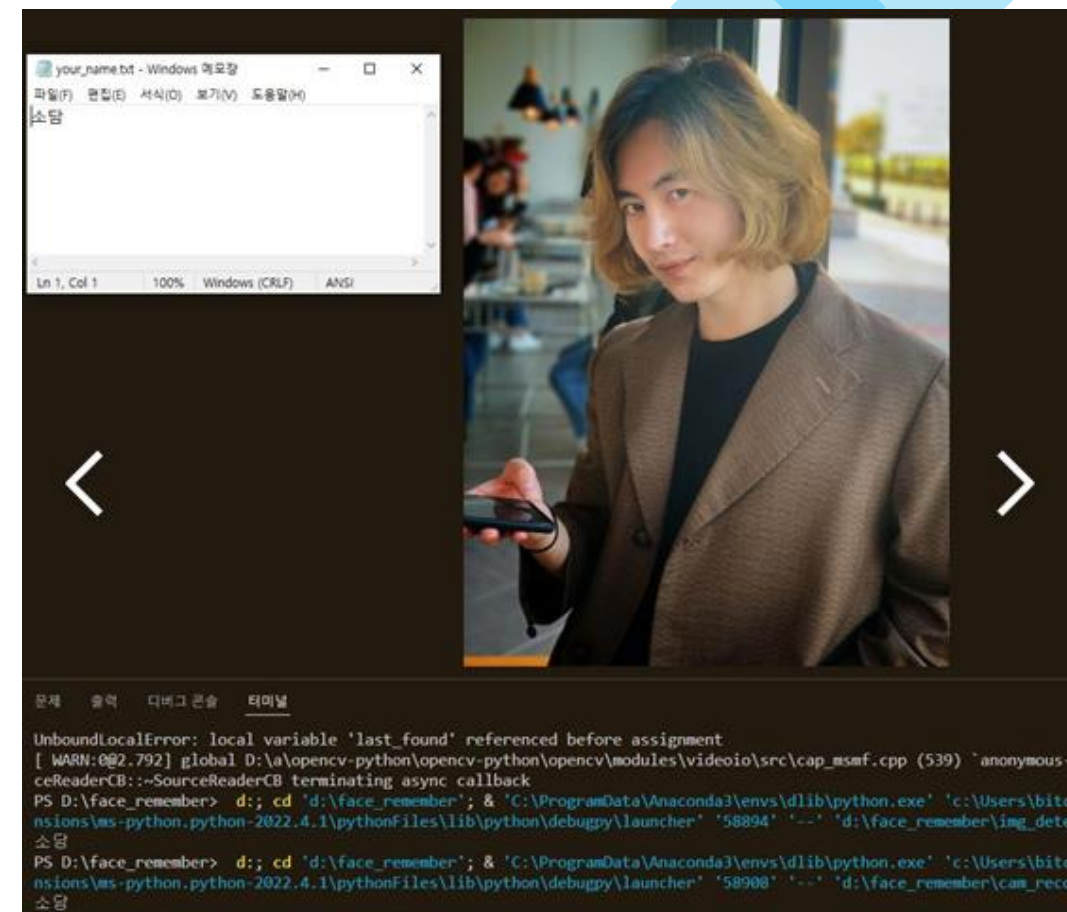 your_name.txt - Windows 메모장
파일(F) 편집(E) 서식(O) 보기(V) 도움말(H)
소담
Ln 1, Col 1 100% Windows (CRLF) ANSI
문제 출력 디버그 콘솔 터미널
UnboundLocalError: local variable 'last_found' referenced before assignment
[ WARN:0@2.792] global D:\a\opencv-python\opencv-python\opencv\modules\videoio\src\cap_msmf.cpp (539) `anonymous-
ceReaderCB::~SourceReaderCB terminating async callback
PS D:\face_remember> d:; cd 'd:\face_remember'; & 'C:\ProgramData\Anaconda3\envs\dlib\python.exe' 'c:\Users\bitc
nsions\ms-python.python-2022.4.1\pythonFiles\lib\python\debugpy\launcher' '58894' '--' 'd:\face_remember\img_dete
소담
PS D:\face_remember> d:; cd 'd:\face_remember'; & 'C:\ProgramData\Anaconda3\envs\dlib\python.exe' 'c:\Users\bitc
nsions\ms-python.python-2022.4.1\pythonFiles\lib\python\debugpy\launcher' '58908' '--' 'd:\face_remember\cam_reco
소담